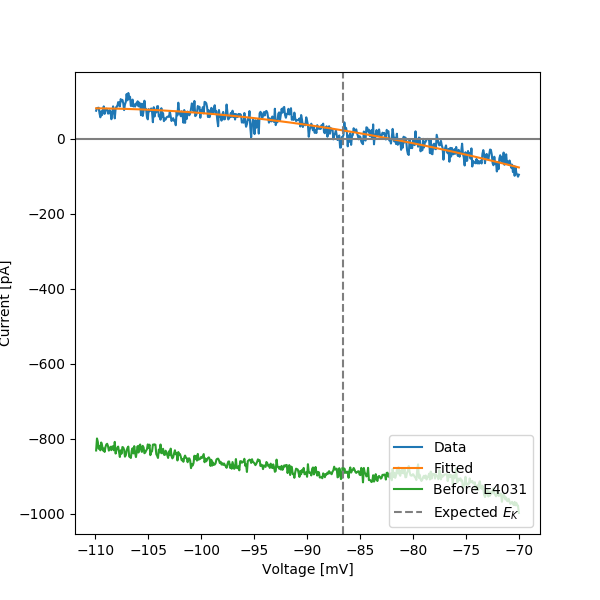 0
−200
−400
−600
−800
−1000
Current [pA]
Data
Fitted
Before E4031
Expected E_K
−110
−105
−100
−95
−90
−85
−80
−75
−70
Voltage [mV]